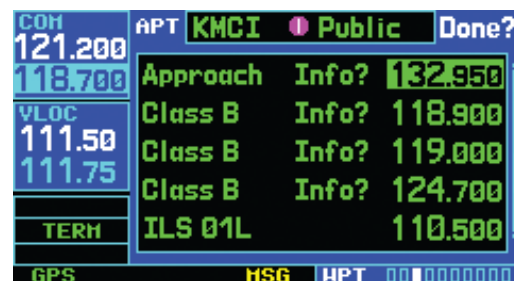 COM
121.200
118.700
VLOC
111.50
111.75
TERM
GPS
APT KMCI Public Done?
Approach Info? 132.950
Class B Info? 118.900
Class B Info? 119.000
Class B Info? 124.700
ILS 01L 110.500
MSG WPT